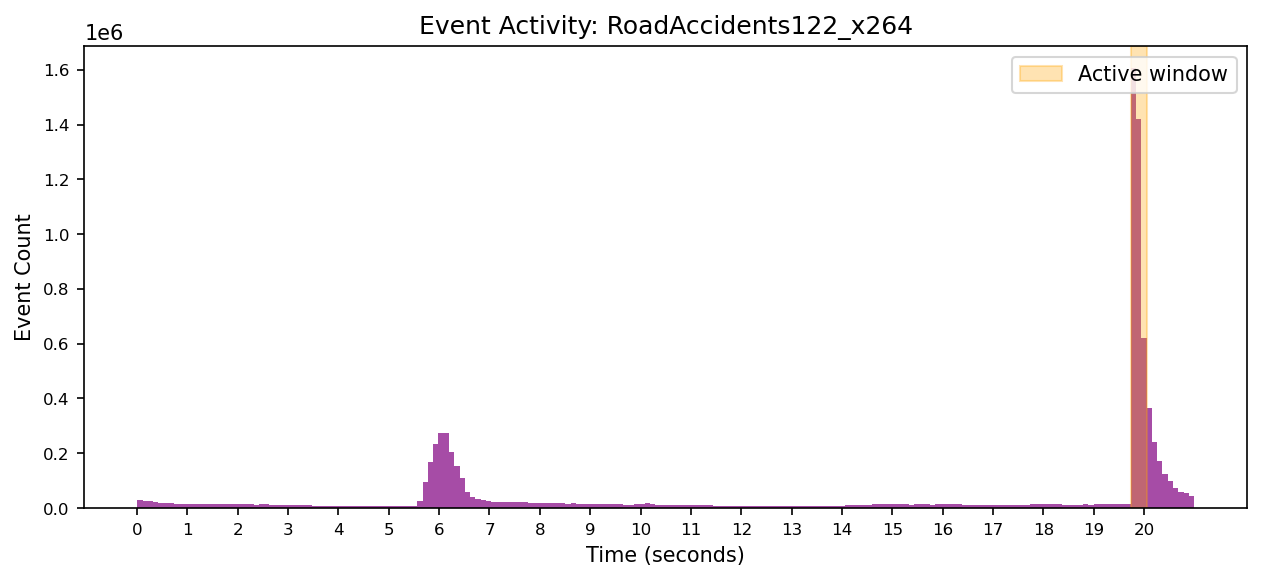 Event Activity: RoadAccidents122_x264
1e6
Active window
1.6
1.4
1.2
1.0
0.8
0.6
0.4
0.2
0.0
Event Count
0 1 2 3 4 5 6 7 8 9 10 11 12 13 14 15 16 17 18 19 20
Time (seconds)